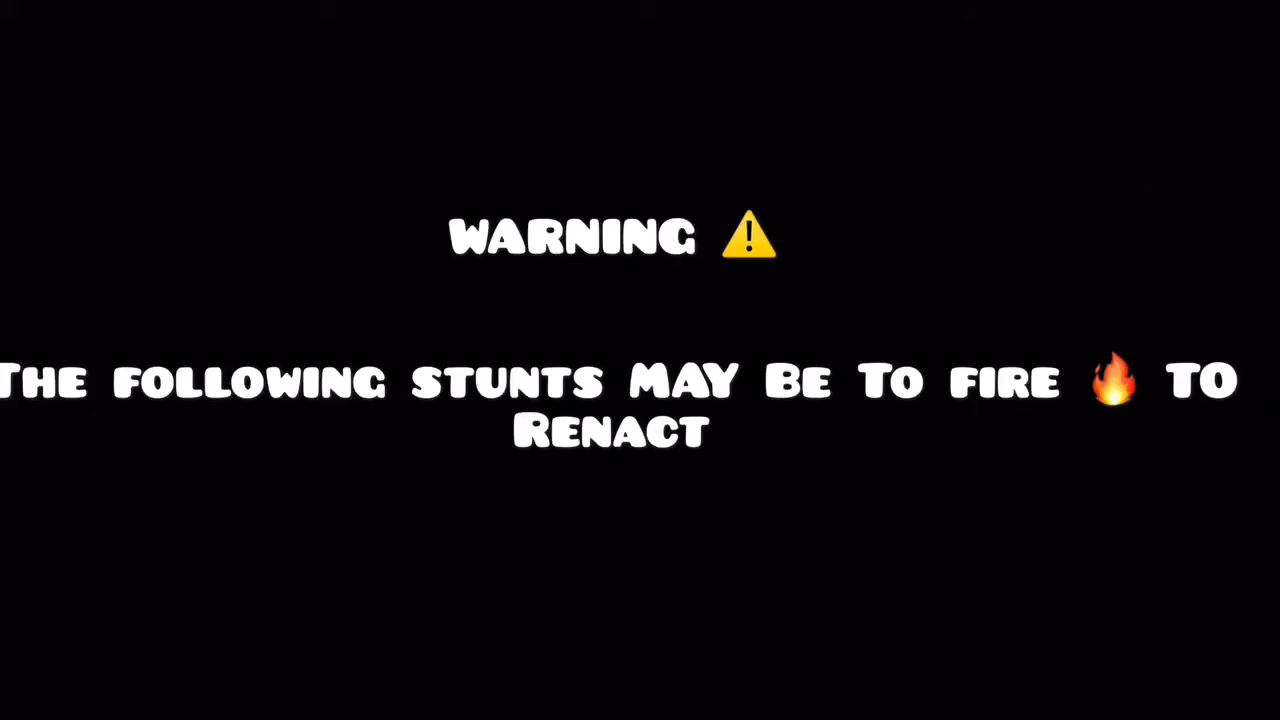 WARNING ⚠️
The following stunts MAY Be To fire 🔥 TO
Renact